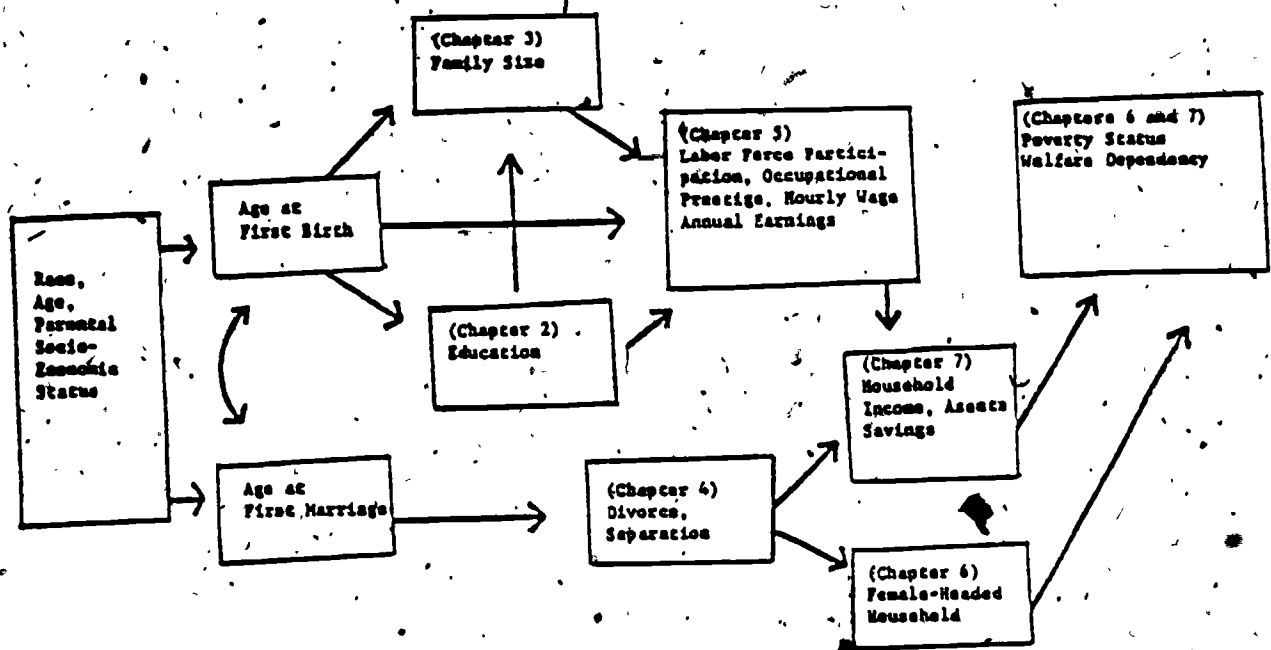 (Chapter 3)
Family Size
(Chapter 5)
Labor Force Partici-
pation, Occupational
Prestige, Hourly Wage
Annual Earnings
(Chapters 6 and 7)
Poverty Status
Welfare Dependency
Age at
First Birth
Race,
Age,
Parental
Socio-
Economic
Status
(Chapter 2)
Education
(Chapter 7)
Household
Income, Assets
Savings
Age at
First Marriage
(Chapter 4)
Divorce,
Separation
(Chapter 6)
Female-Headed
Household